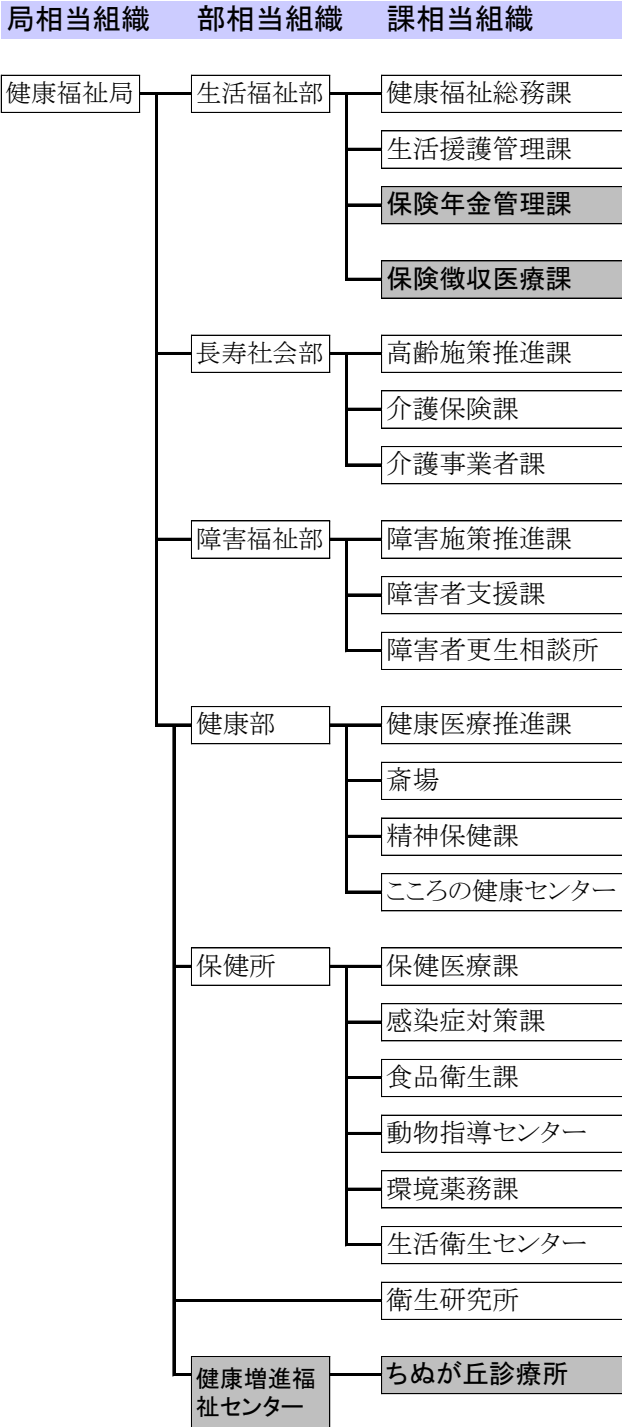 局相当組織 部相当組織 課相当組織
健康福祉局 生活福祉部 健康福祉総務課
生活援護管理課
保険年金管理課
保険徴収医療課
長寿社会部 高齢施策推進課
介護保険課
介護事業者課
障害福祉部 障害施策推進課
障害者支援課
障害者更生相談所
健康部 健康医療推進課
斎場
精神保健課
こころの健康センター
保健所 保健医療課
感染症対策課
食品衛生課
動物指導センター
環境薬務課
生活衛生センター
衛生研究所
健康増進福 ちぬが丘診療所
祉センター